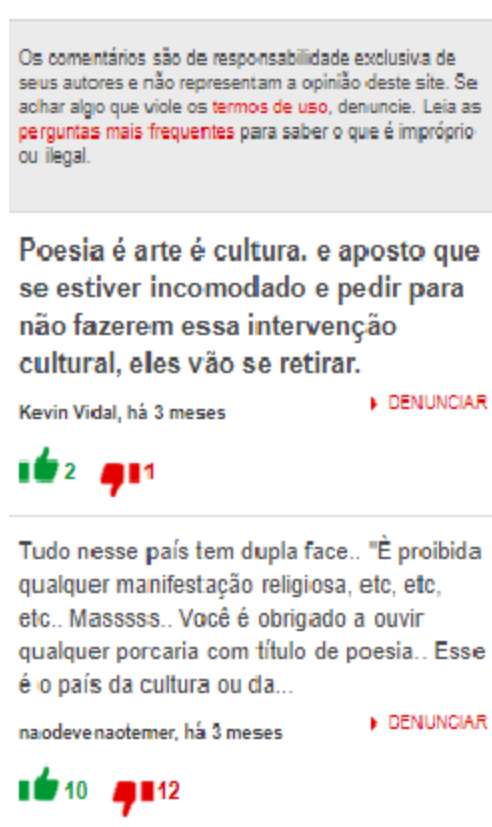 Os comentários são de responsabilidade exclusiva de
seus autores e não representam a opinião deste site. Se
achar algo que viole os termos de uso, denuncie. Leia as
perguntas mais frequentes para saber o que é impróprio
ou ilegal.
Poesia é arte é cultura. e aposto que
se estiver incomodado e pedir para
não fazerem essa intervenção
cultural, eles vão se retirar.
Kevin Vidal, há 3 meses
DENUNCIAR
2 1
Tudo nesse país tem dupla face.. "È proibida
qualquer manifestação religiosa, etc, etc,
etc.. Masssss.. Você é obrigado a ouvir
qualquer porcaria com título de poesia.. Esse
é o país da cultura ou da...
naodevenaotemer, há 3 meses
DENUNCIAR
10 12